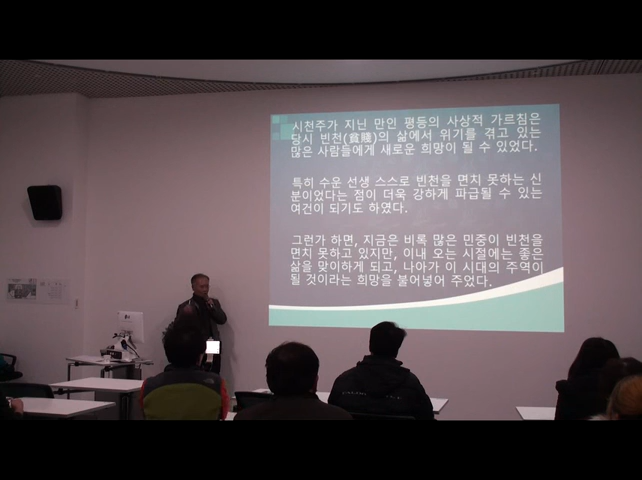 시천주가 지닌 만인 평등의 사상적 가르침은
당시 빈천(貧賤)의 삶에서 위기를 겪고 있는
많은 사람들에게 새로운 희망이 될 수 있었다.
특히 수운 선생 스스로 빈천을 면치 못하는 신
분이었다는 점이 더욱 강하게 파급될 수 있는
여건이 되기도 하였다.
그런가 하면, 지금은 비록 많은 민중이 빈천을
면치 못하고 있지만, 이내 오는 시절에는 좋은
삶을 맞이하게 되고, 나아가 이 시대의 주역이
될 것이라는 희망을 불어넣어 주었다.